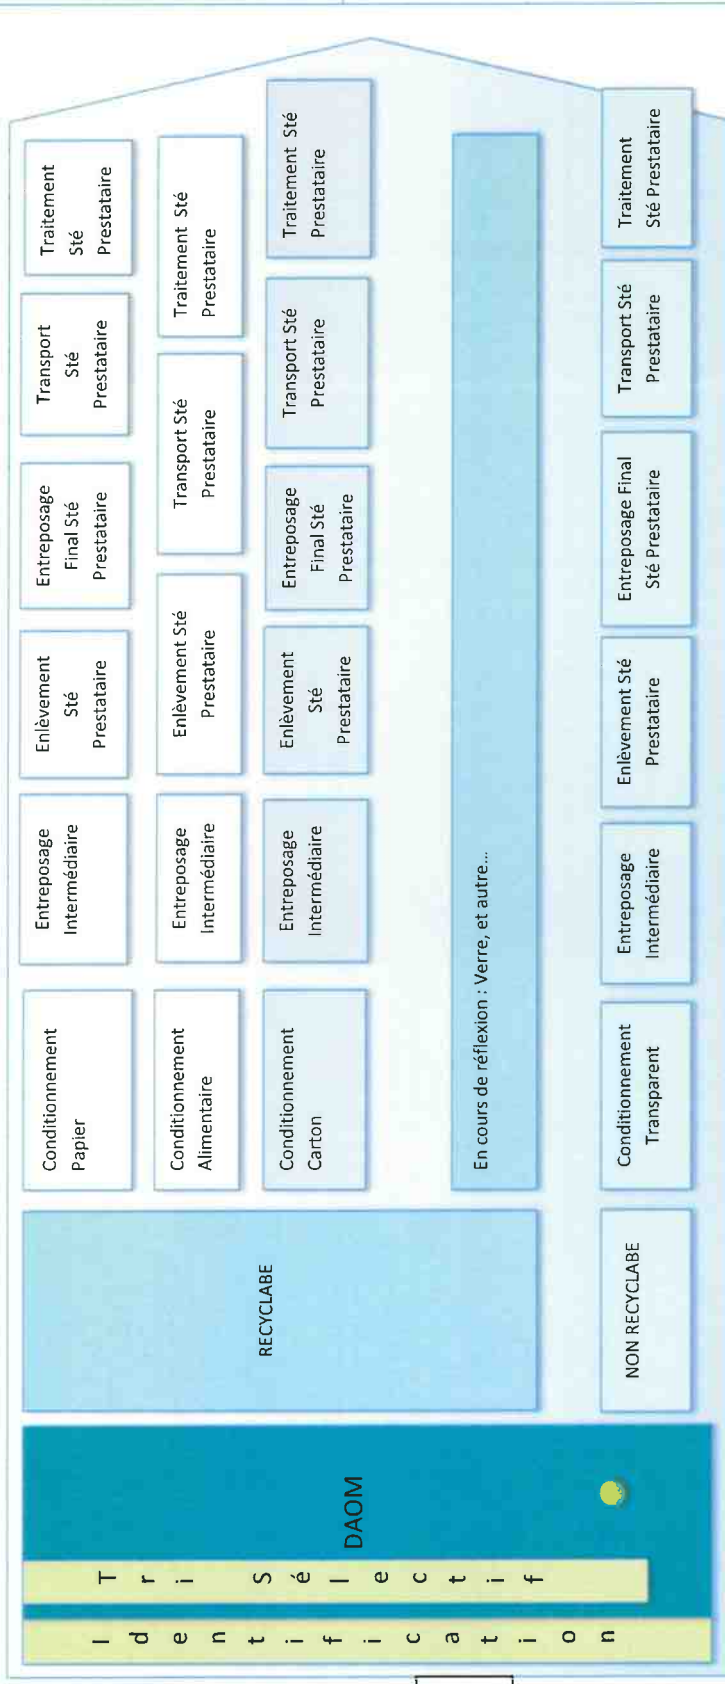 Identification
Tri Sélectif
DAOM
RECYCLABE
Conditionnement
Papier
Entreposage
Intermédiaire
Enlèvement
Sté
Prestataire
Entreposage
Final Sté
Prestataire
Transport
Sté
Prestataire
Traitement
Sté
Prestataire
Conditionnement
Alimentaire
Entreposage
Intermédiaire
Enlèvement Sté
Prestataire
Transport Sté
Prestataire
Traitement Sté
Prestataire
Conditionnement
Carton
Entreposage
Intermédiaire
Enlèvement
Sté
Prestataire
Entreposage
Final Sté
Prestataire
Transport Sté
Prestataire
Traitement Sté
Prestataire
En cours de réflexion : Verre, et autre...
NON RECYCLABE
Conditionnement
Transparent
Entreposage
Intermédiaire
Enlèvement Sté
Prestataire
Entreposage Final
Sté Prestataire
Transport Sté
Prestataire
Traitement
Sté Prestataire